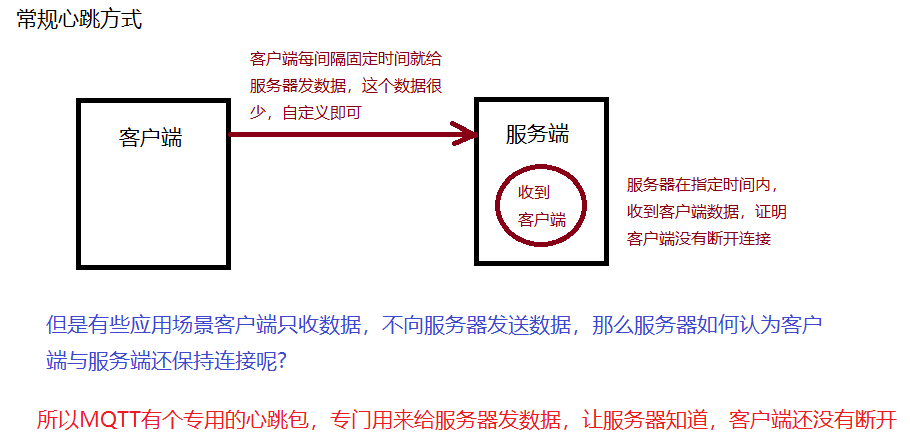 常规心跳方式
客户端每间隔固定时间就给
服务器发数据，这个数据很
少，自定义即可
客户端
服务端
收到
客户端
服务器在指定时间内，
收到客户端数据，证明
客户端没有断开连接
但是有些应用场景客户端只收数据，不向服务器发送数据，那么服务器如何认为客户
端与服务端还保持连接呢?
所以MQTT有个专用的心跳包，专门用来给服务器发数据，让服务器知道，客户端还没有断开